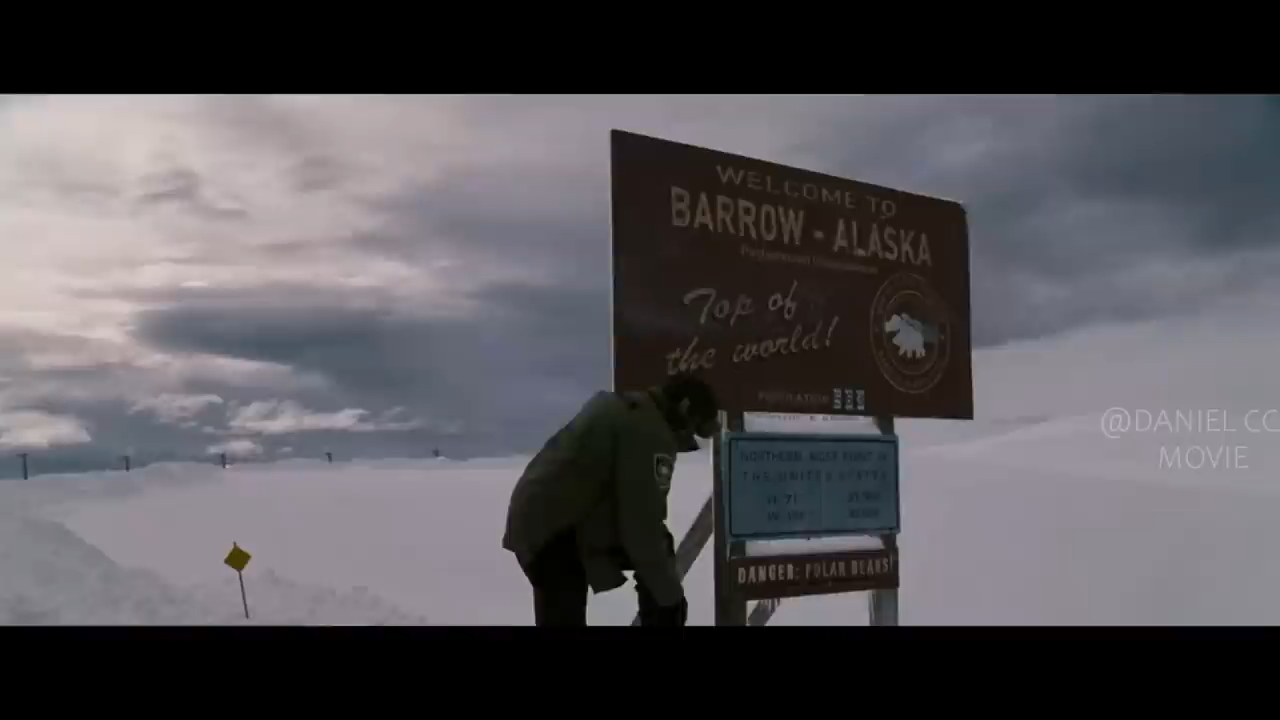 WELCOME TO
BARROW - ALASKA
Top of
the world!
POPULATION
NORTHERN MOST POINT IN
THE UNITED STATES
DANGER: POLAR BEARS
@DANIEL CC
MOVIE